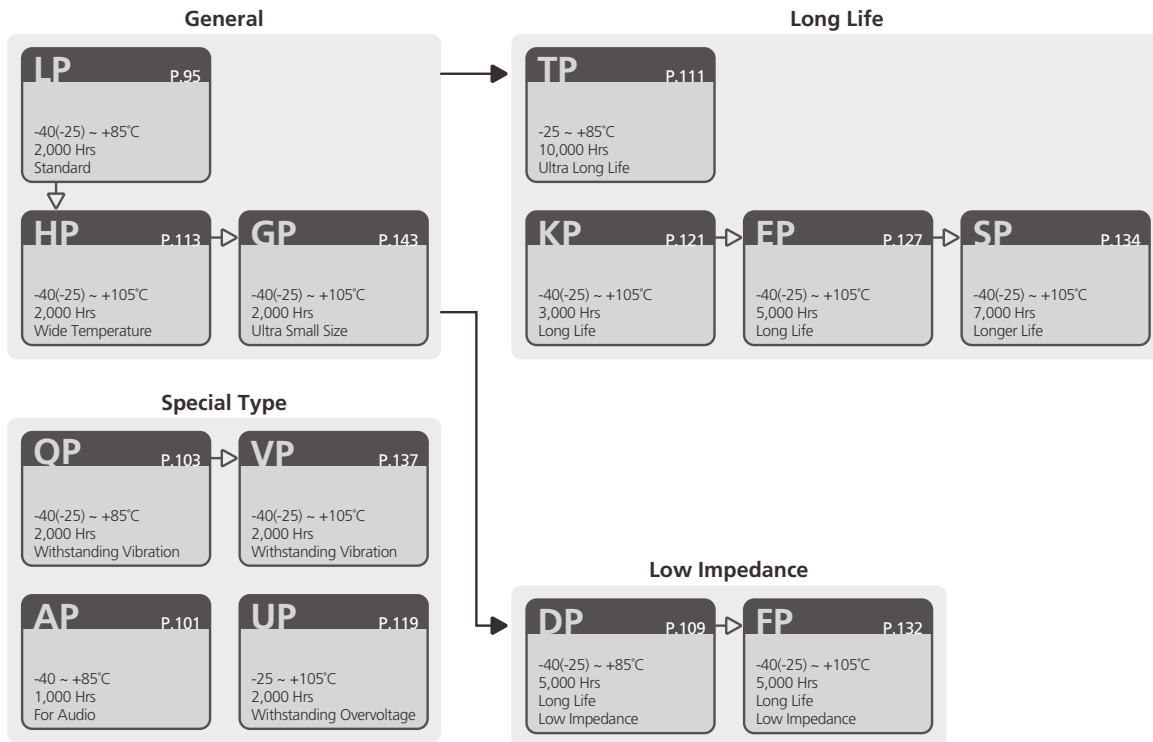 General
LP P.95
-40(-25) ~ +85˚C
2,000 Hrs
Standard
HP P.113
-40(-25) ~ +105˚C
2,000 Hrs
Wide Temperature
GP P.143
-40(-25) ~ +105˚C
2,000 Hrs
Ultra Small Size
Long Life
TP P.111
-25 ~ +85˚C
10,000 Hrs
Ultra Long Life
KP P.121
-40(-25) ~ +105˚C
3,000 Hrs
Long Life
EP P.127
-40(-25) ~ +105˚C
5,000 Hrs
Long Life
SP P.134
-40(-25) ~ +105˚C
7,000 Hrs
Longer Life
Special Type
QP P.103
-40(-25) ~ +85˚C
2,000 Hrs
Withstanding Vibration
VP P.137
-40(-25) ~ +105˚C
2,000 Hrs
Withstanding Vibration
AP P.101
-40 ~ +85˚C
1,000 Hrs
For Audio
UP P.119
-25 ~ +105˚C
2,000 Hrs
Withstanding Overvoltage
Low Impedance
DP P.109
-40(-25) ~ +85˚C
5,000 Hrs
Long Life
Low Impedance
FP P.132
-40(-25) ~ +105˚C
5,000 Hrs
Long Life
Low Impedance